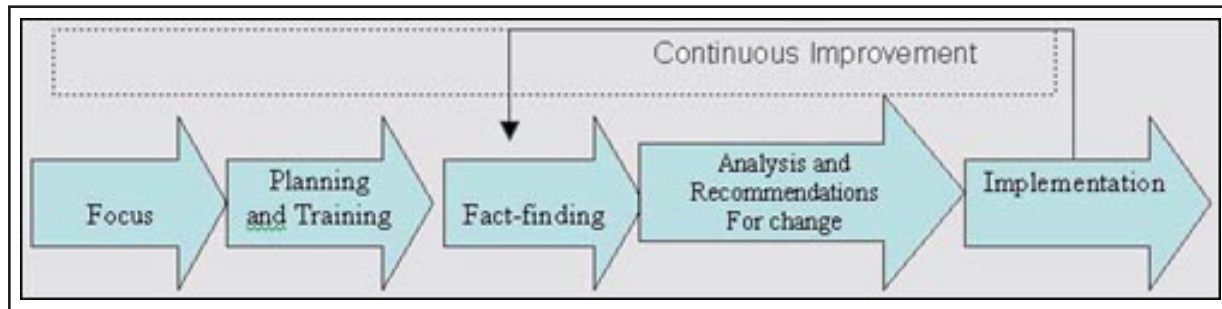 Continuous Improvement
Focus
Planning
and Training
Fact-finding
Analysis and
Recommendations
For change
Implementation